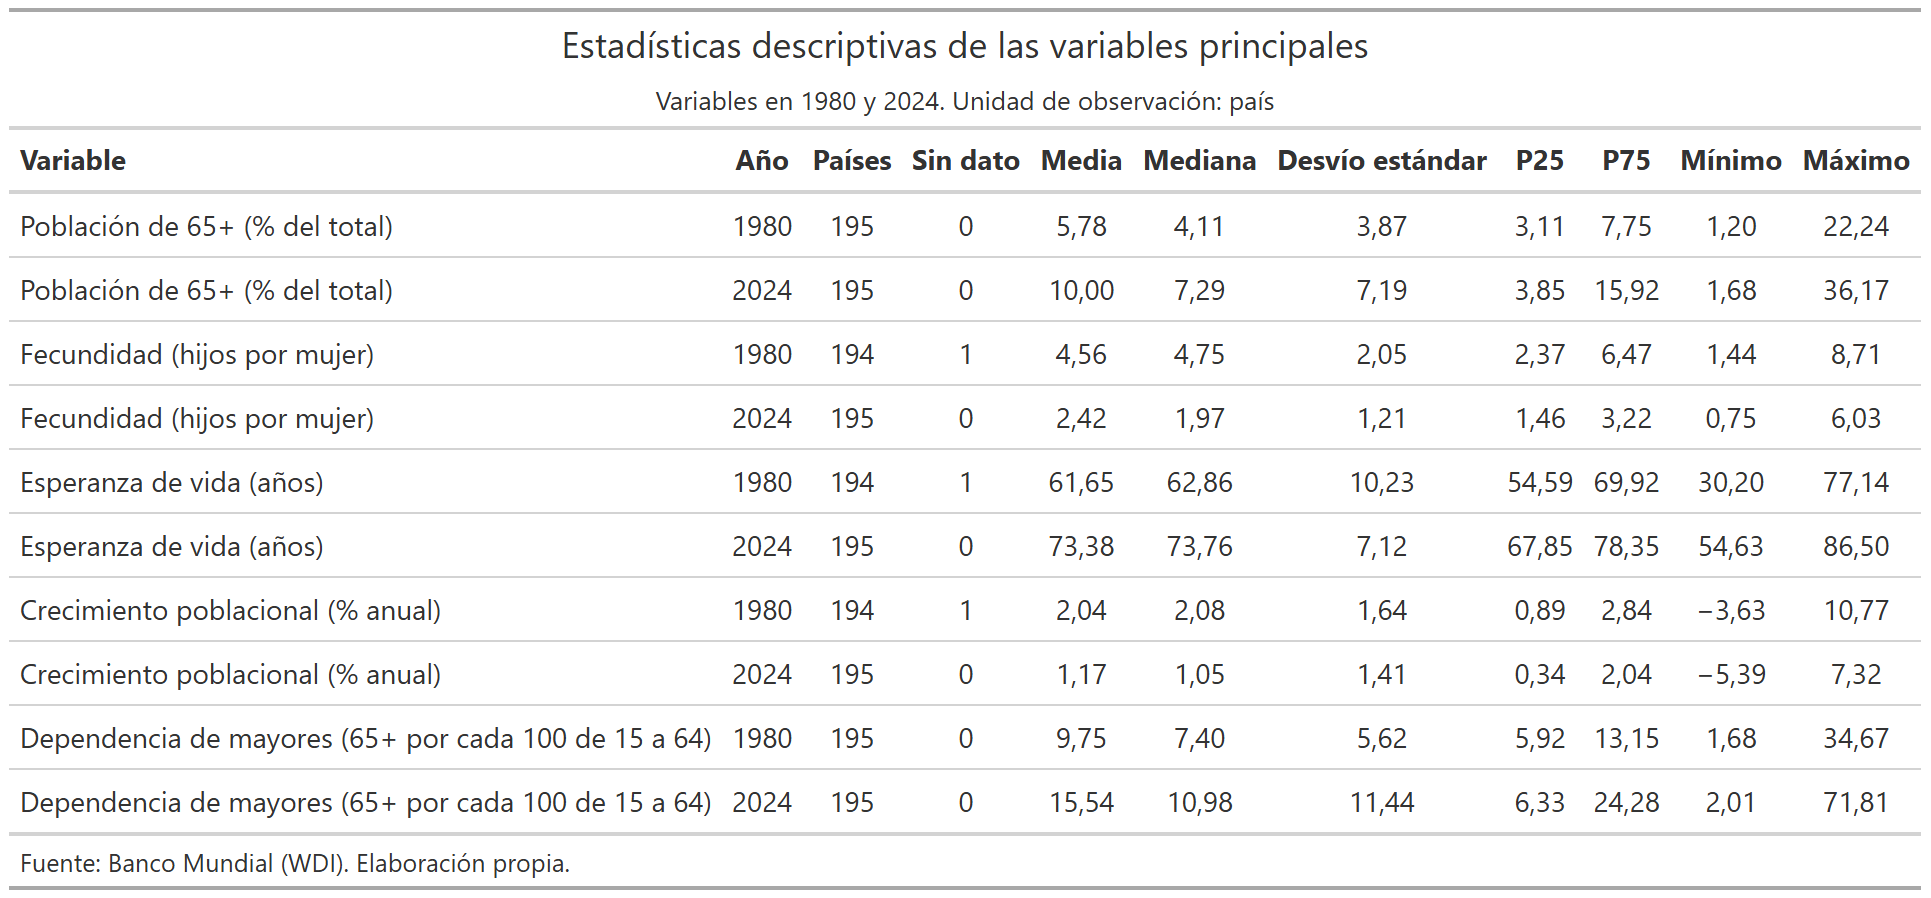 Estadísticas descriptivas de las variables principales
Variables en 1980 y 2024. Unidad de observación: país
Variable Año Países Sin dato Media Mediana Desvío estándar P25 P75 Mínimo Máximo
Población de 65+ (% del total) 1980 195 0 5,78 4,11 3,87 3,11 7,75 1,20 22,24
Población de 65+ (% del total) 2024 195 0 10,00 7,29 7,19 3,85 15,92 1,68 36,17
Fecundidad (hijos por mujer) 1980 194 1 4,56 4,75 2,05 2,37 6,47 1,44 8,71
Fecundidad (hijos por mujer) 2024 195 0 2,42 1,97 1,21 1,46 3,22 0,75 6,03
Esperanza de vida (años) 1980 194 1 61,65 62,86 10,23 54,59 69,92 30,20 77,14
Esperanza de vida (años) 2024 195 0 73,38 73,76 7,12 67,85 78,35 54,63 86,50
Crecimiento poblacional (% anual) 1980 194 1 2,04 2,08 1,64 0,89 2,84 −3,63 10,77
Crecimiento poblacional (% anual) 2024 195 0 1,17 1,05 1,41 0,34 2,04 −5,39 7,32
Dependencia de mayores (65+ por cada 100 de 15 a 64) 1980 195 0 9,75 7,40 5,62 5,92 13,15 1,68 34,67
Dependencia de mayores (65+ por cada 100 de 15 a 64) 2024 195 0 15,54 10,98 11,44 6,33 24,28 2,01 71,81
Fuente: Banco Mundial (WDI). Elaboración propia.